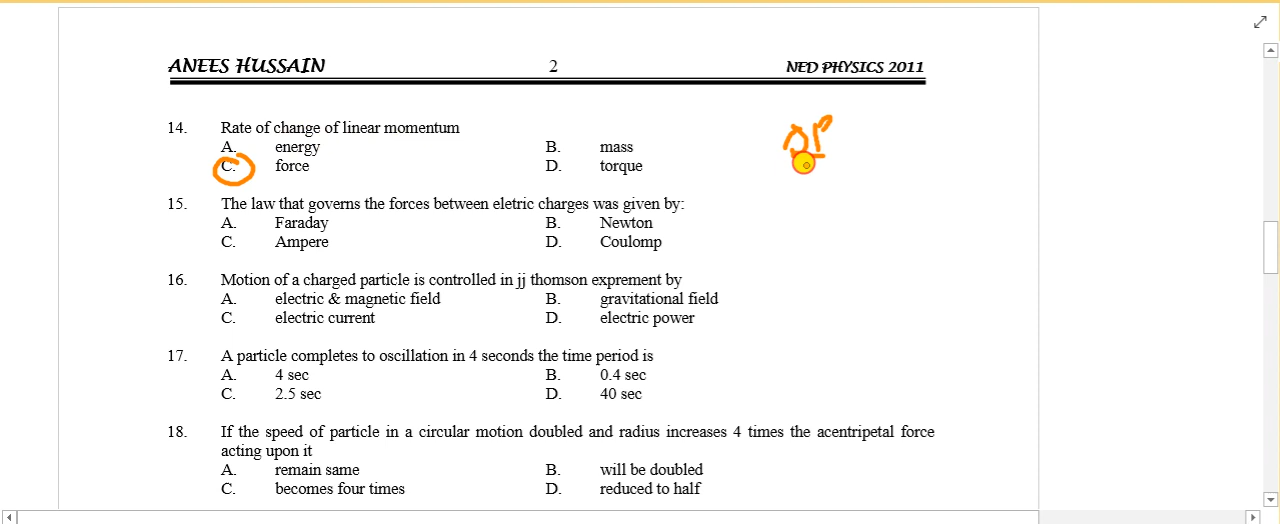 ANEES HUSSAIN 2 NED PHYSICS 2011
14. Rate of change of linear momentum
A. energy B. mass
C. force D. torque
15. The law that governs the forces between eletric charges was given by:
A. Faraday B. Newton
C. Ampere D. Coulomp
16. Motion of a charged particle is controlled in jj thomson exprement by
A. electric & magnetic field B. gravitational field
C. electric current D. electric power
17. A particle completes to oscillation in 4 seconds the time period is
A. 4 sec B. 0.4 sec
C. 2.5 sec D. 40 sec
18. If the speed of particle in a circular motion doubled and radius increases 4 times the acentripetal force
acting upon it
A. remain same B. will be doubled
C. becomes four times D. reduced to half